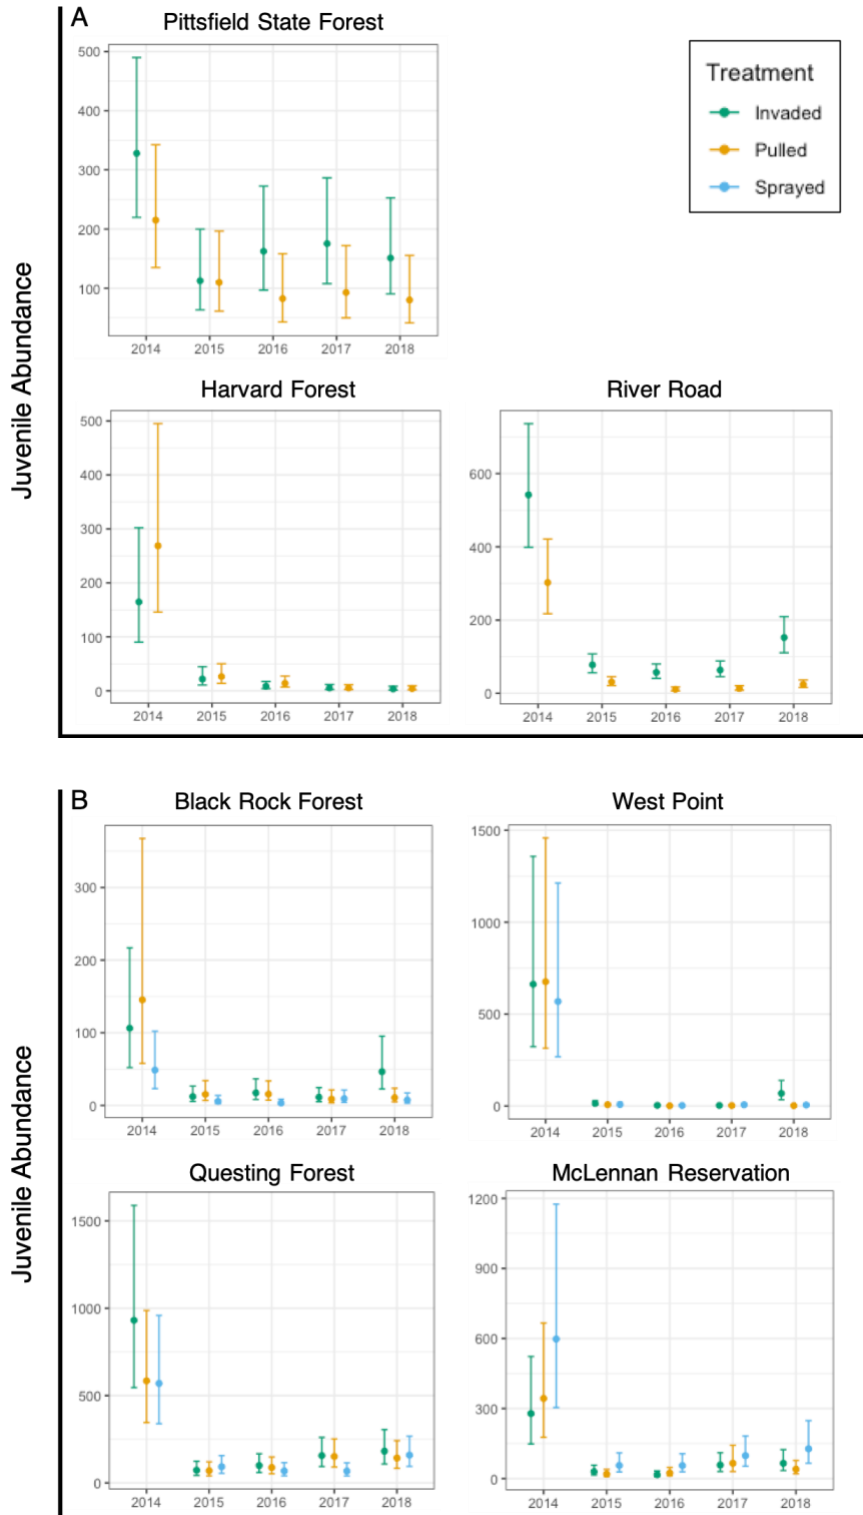 A
Pittsfield State Forest
500
400
300
200
100
2014 2015 2016 2017 2018
Treatment
Invaded
Pulled
Sprayed
Juvenile Abundance
Harvard Forest
500
400
300
200
100
0
2014 2015 2016 2017 2018
River Road
600
400
200
0
2014 2015 2016 2017 2018
B
Black Rock Forest
300
200
100
0
2014 2015 2016 2017 2018
West Point
1500
1000
500
0
2014 2015 2016 2017 2018
Juvenile Abundance
Questing Forest
1500
1000
500
0
2014 2015 2016 2017 2018
McLennan Reservation
1200
900
600
300
0
2014 2015 2016 2017 2018